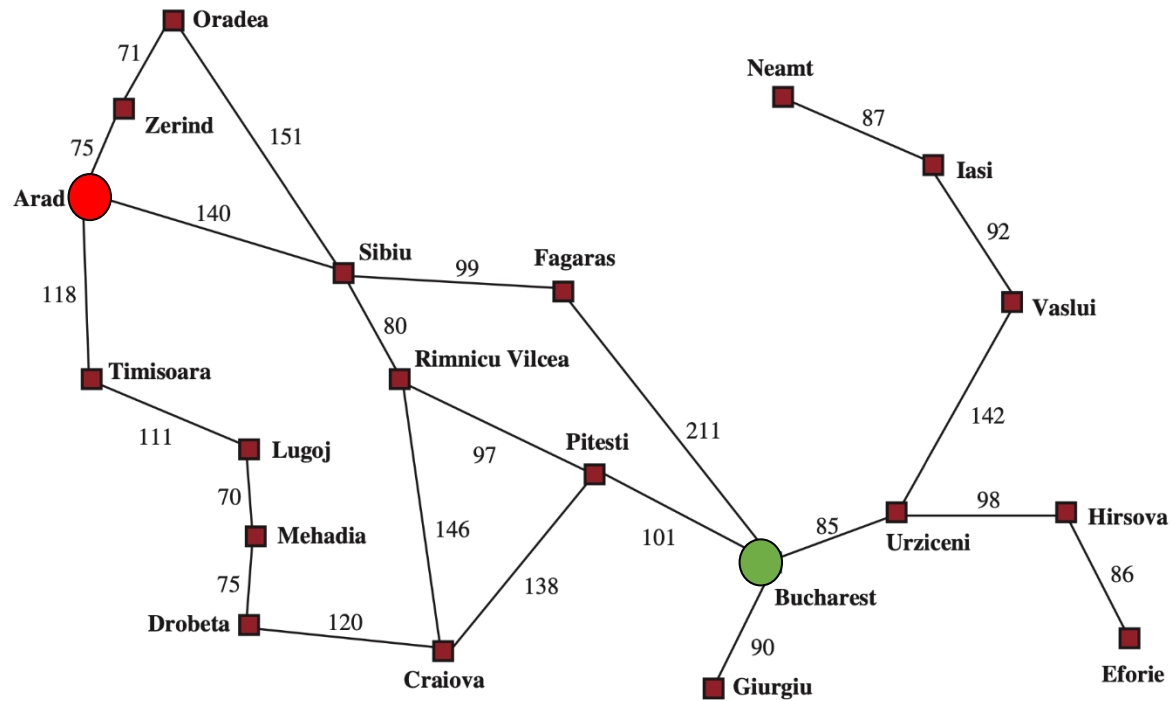 Oradea
71
Neamt
87
Zerind
151
75
Iasi
Arad
140
92
Sibiu
99
Fagaras
118
Vaslui
80
Timisoara
Rimnicu Vilcea
142
111
211
Lugoj
97
Pitesti
70
98
Mehadia
146
101
85
Urziceni
Hirsova
75
138
86
Drobeta
120
Bucharest
90
Craiova
Giurgiu
Eforie